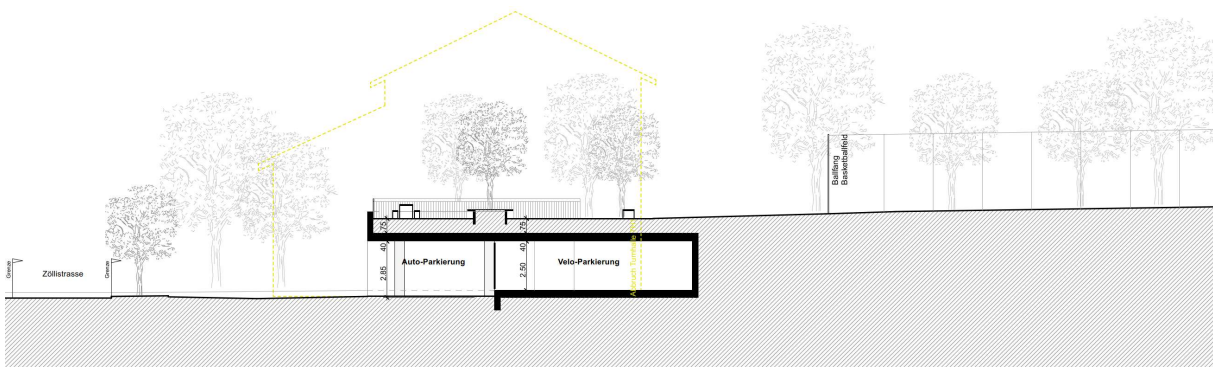 Grenze
Zöllistrasse
Grenze
75
40
2.85
Auto-Parkierung
75
40
2.50
Velo-Parkierung
Ballfang
Basketballfeld